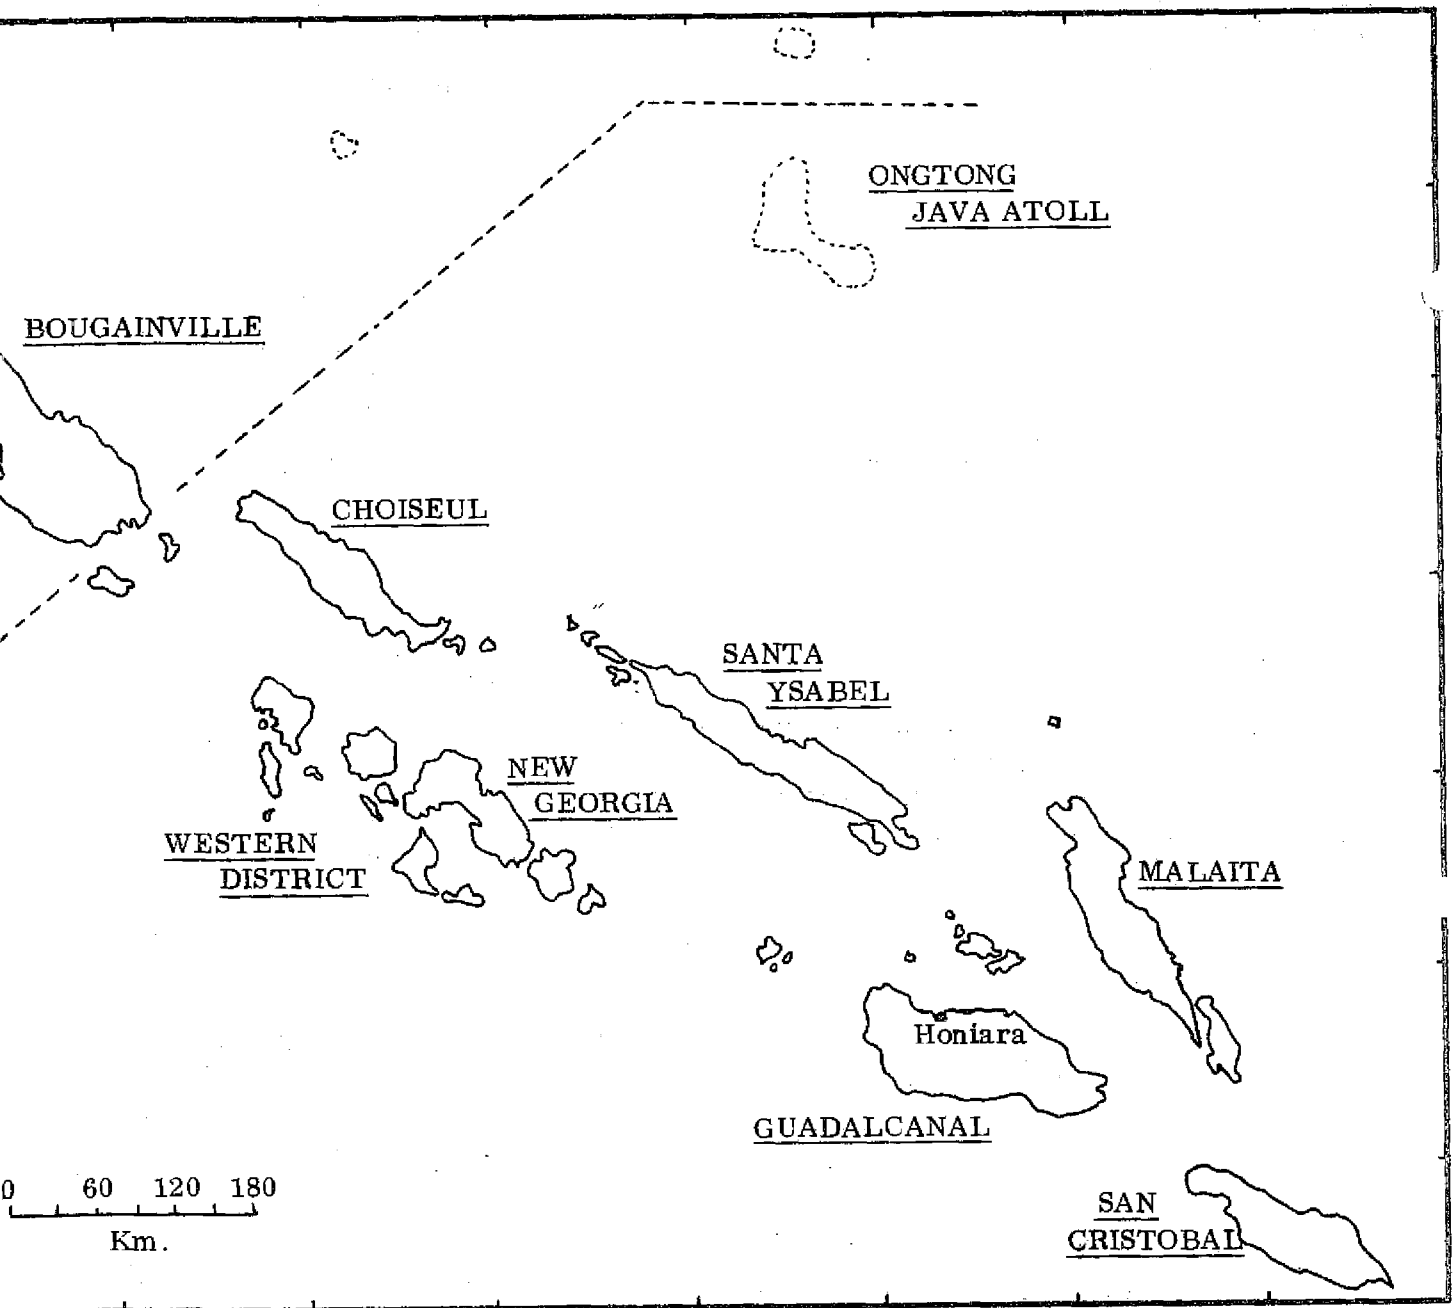 ONGTONG
JAVA ATOLL
BOUGAINVILLE
CHOISEUL
SANTA
YSABEL
NEW
GEORGIA
WESTERN
DISTRICT
MALAITA
Honiara
GUADALCANAL
SAN
CRISTOBAL
0 60 120 180
Km.